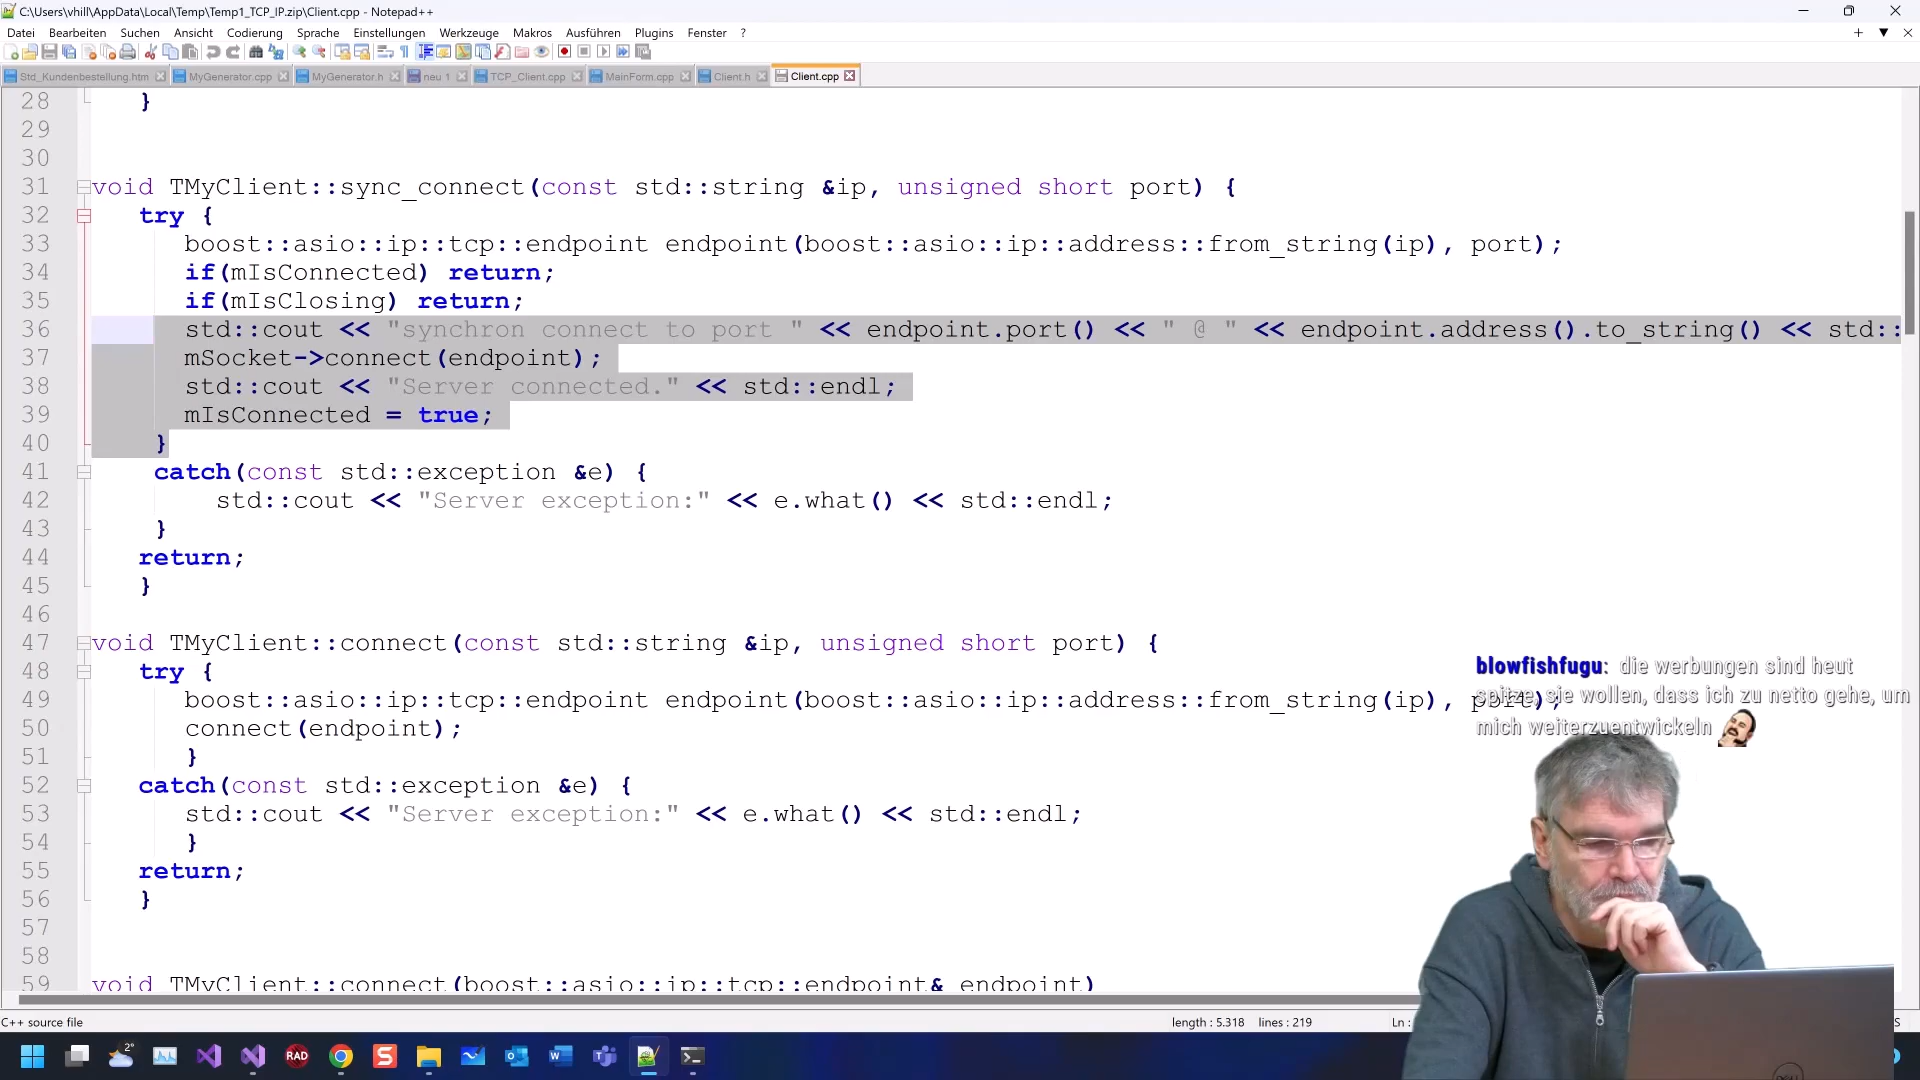 C:\Users\vhill\AppData\Local\Temp\Temp1_TCP_IP.zip\Client.cpp - Notepad++
Datei Bearbeiten Suchen Ansicht Codierung Sprache Einstellungen Werkzeuge Makros Ausführen Plugins Fenster ?
Std_Kundenbestellung.htm MyGenerator.cpp MyGenerator.h neu 1 TCP_Client.cpp MainForm.cpp Client.h Client.cpp
28 }
29
30
31 void TMyClient::sync_connect(const std::string &ip, unsigned short port) {
32 try {
33 boost::asio::ip::tcp::endpoint endpoint(boost::asio::ip::address::from_string(ip), port);
34 if(mIsConnected) return;
35 if(mIsClosing) return;
36 std::cout << "synchron connect to port " << endpoint.port() << " @ " << endpoint.address().to_string() << std::
37 mSocket->connect(endpoint);
38 std::cout << "Server connected." << std::endl;
39 mIsConnected = true;
40 }
41 catch(const std::exception &e) {
42 std::cout << "Server exception:" << e.what() << std::endl;
43 }
44 return;
45 }
46
47 void TMyClient::connect(const std::string &ip, unsigned short port) {
48 try {
49 boost::asio::ip::tcp::endpoint endpoint(boost::asio::ip::address::from_string(ip), port);
50 connect(endpoint);
51 }
52 catch(const std::exception &e) {
53 std::cout << "Server exception:" << e.what() << std::endl;
54 }
55 return;
56 }
57
58
59 void TMyClient::connect(boost::asio::ip::tcp::endpoint& endpoint)
blowfishfugu: die werbungen sind heut
spitze, sie wollen, dass ich zu netto gehe, um
mich weiterzuentwickeln
C++ source file length : 5.318 lines : 219 Ln :
2°
RAD
DELL